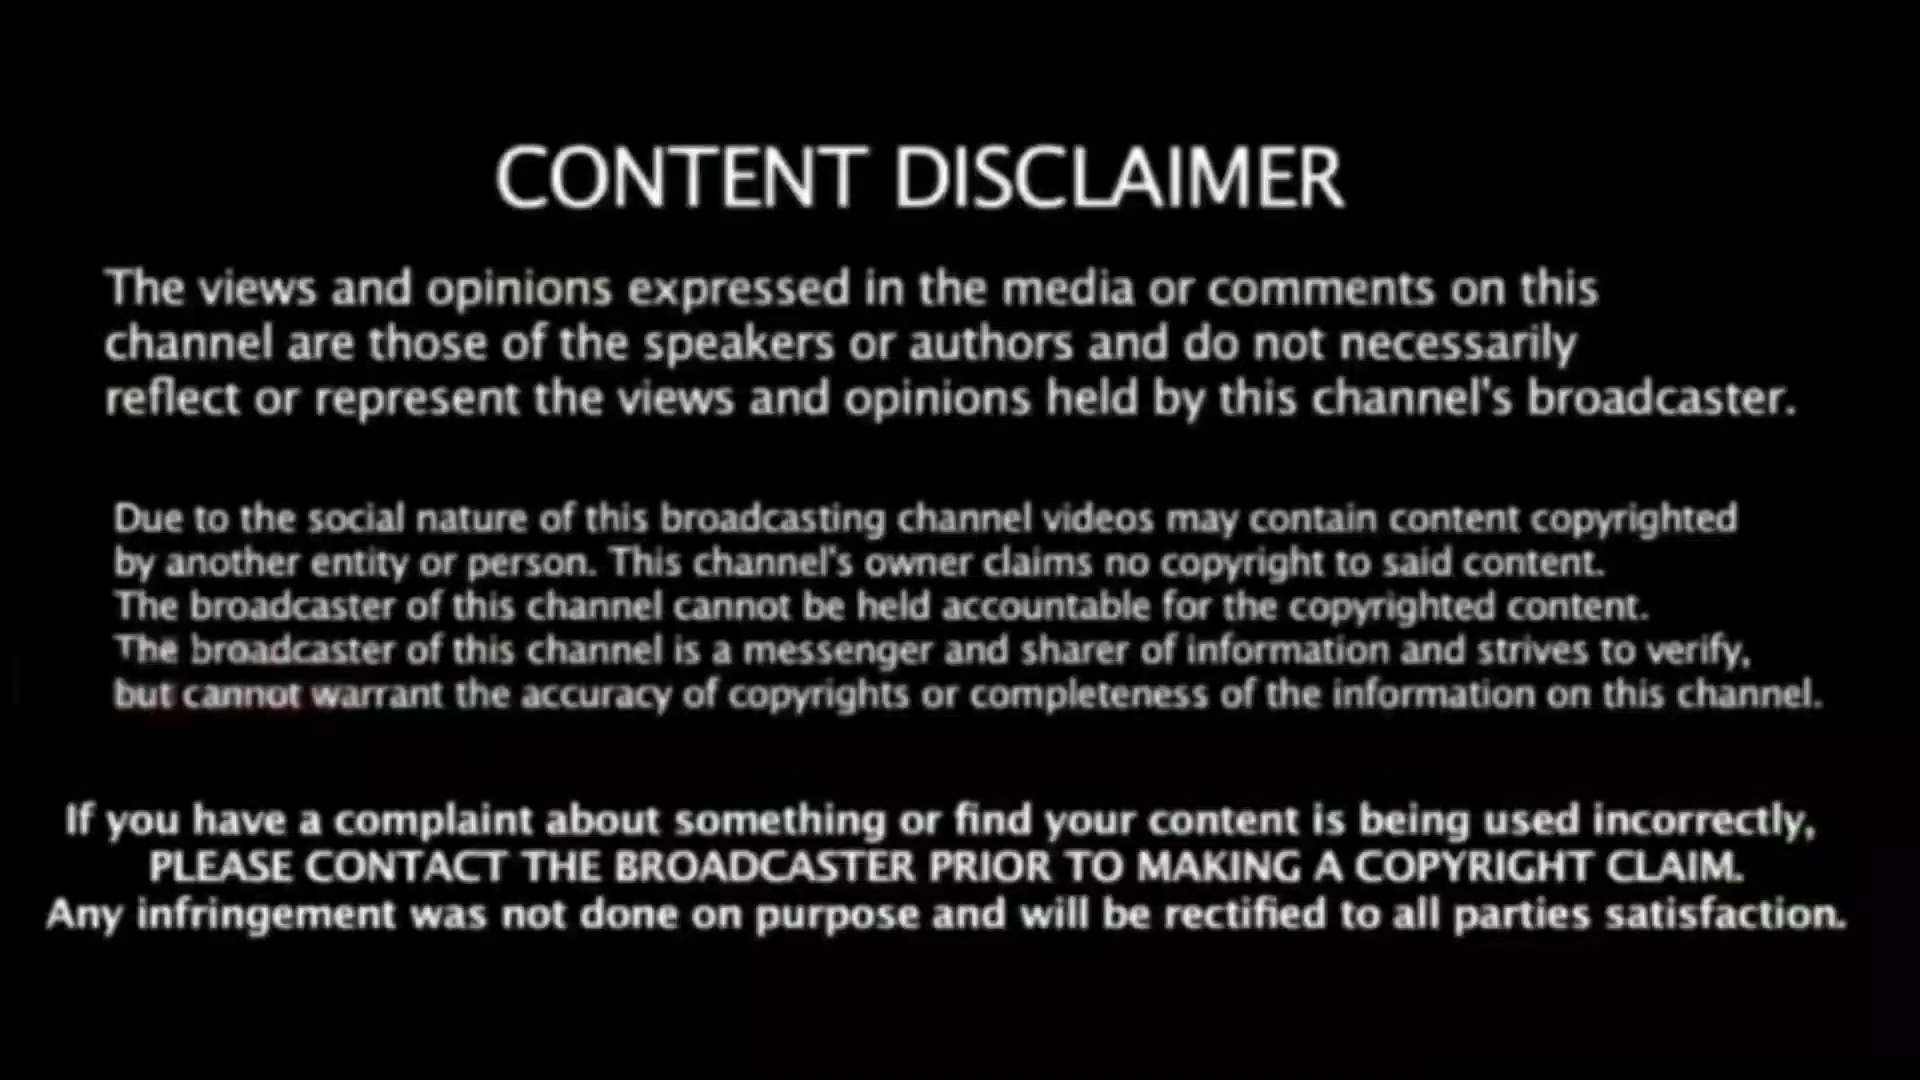 CONTENT DISCLAIMER
The views and opinions expressed in the media or comments on this
channel are those of the speakers or authors and do not necessarily
reflect or represent the views and opinions held by this channel's broadcaster.
Due to the social nature of this broadcasting channel videos may contain content copyrighted
by another entity or person. This channel's owner claims no copyright to said content.
The broadcaster of this channel cannot be held accountable for the copyrighted content.
The broadcaster of this channel is a messenger and sharer of information and strives to verify,
but cannot warrant the accuracy of copyrights or completeness of the information on this channel.
If you have a complaint about something or find your content is being used incorrectly,
PLEASE CONTACT THE BROADCASTER PRIOR TO MAKING A COPYRIGHT CLAIM.
Any infringement was not done on purpose and will be rectified to all parties satisfaction.